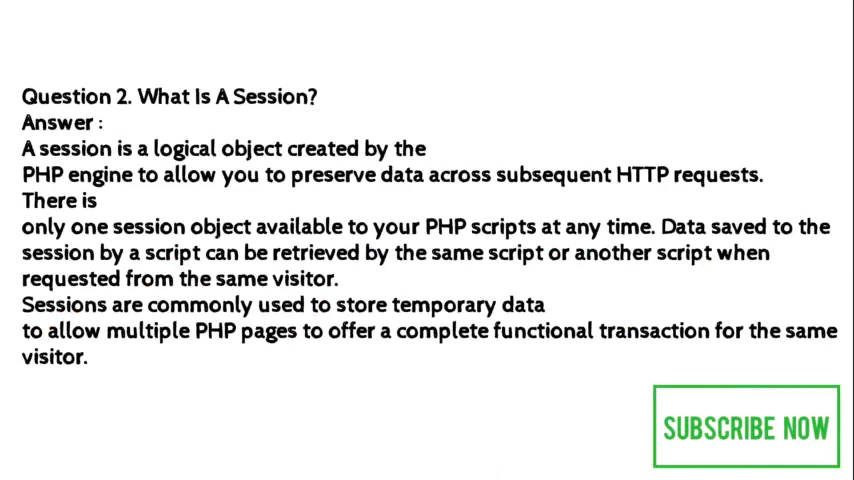 Question 2. What Is A Session?
Answer :
A session is a logical object created by the
PHP engine to allow you to preserve data across subsequent HTTP requests.
There is
only one session object available to your PHP scripts at any time. Data saved to the
session by a script can be retrieved by the same script or another script when
requested from the same visitor.
Sessions are commonly used to store temporary data
to allow multiple PHP pages to offer a complete functional transaction for the same
visitor.
SUBSCRIBE NOW